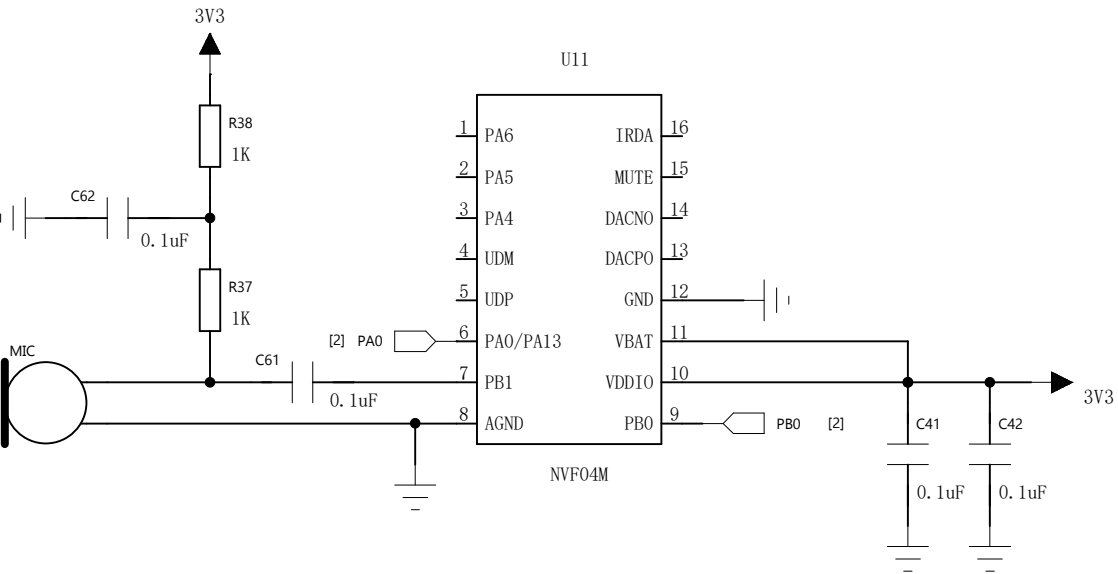 3V3
U11
R38
1K
C62
0.1uF
R37
1K
MIC
C61
0.1uF
[2] PA0
1 PA6
2 PA5
3 PA4
4 UDM
5 UDP
6 PA0/PA13
7 PB1
8 AGND
IRDA 16
MUTE 15
DACNO 14
DACPO 13
GND 12
VBAT 11
VDDIO 10
PB0 9
NVF04M
PB0 [2]
3V3
C41
0.1uF
C42
0.1uF